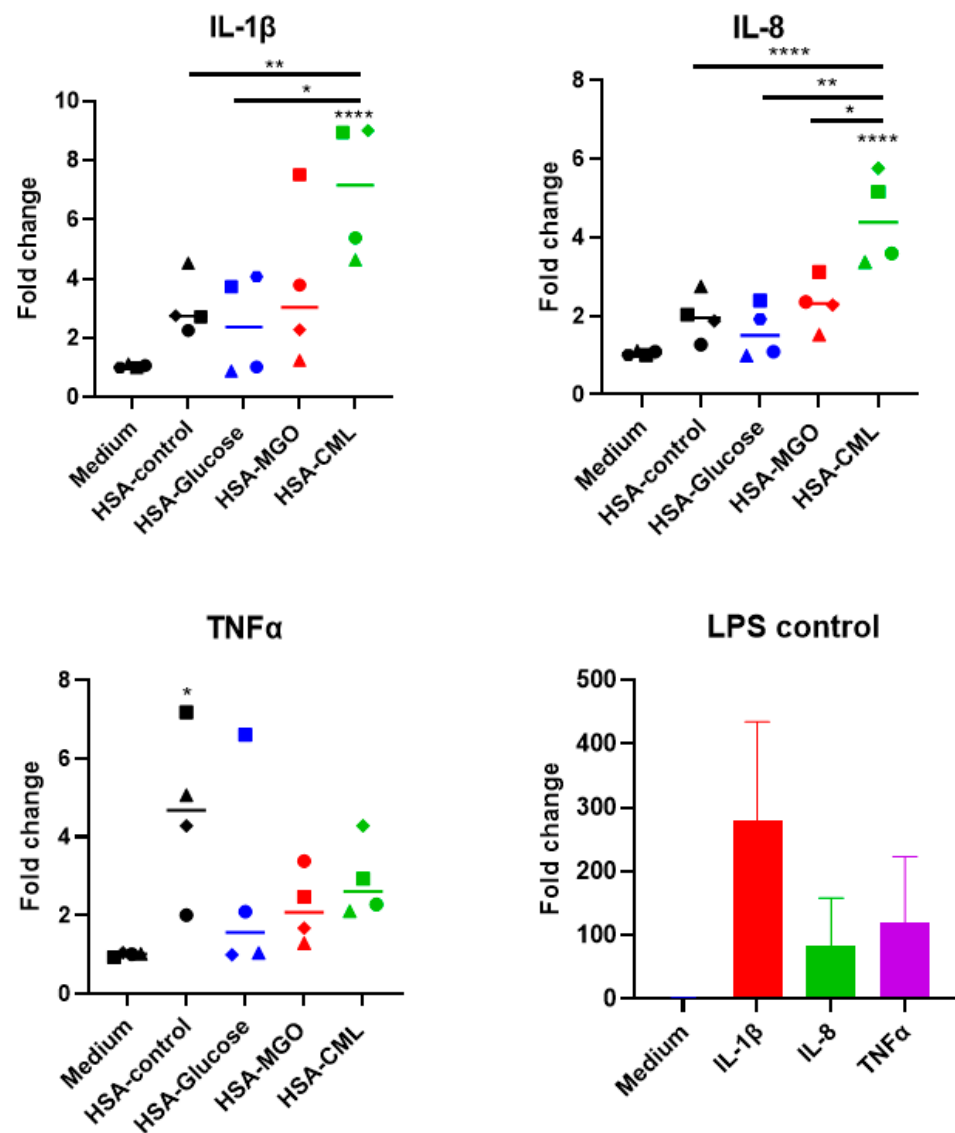 IL-1β
**
*
****
10
8
6
4
2
0
Fold change
Medium
HSA-control
HSA-Glucose
HSA-MGO
HSA-CML
IL-8
****
**
*
****
8
6
4
2
0
Fold change
Medium
HSA-control
HSA-Glucose
HSA-MGO
HSA-CML
TNFα
*
8
6
4
2
0
Fold change
Medium
HSA-control
HSA-Glucose
HSA-MGO
HSA-CML
LPS control
500
400
300
200
100
0
Fold change
Medium
IL-1β
IL-8
TNFα